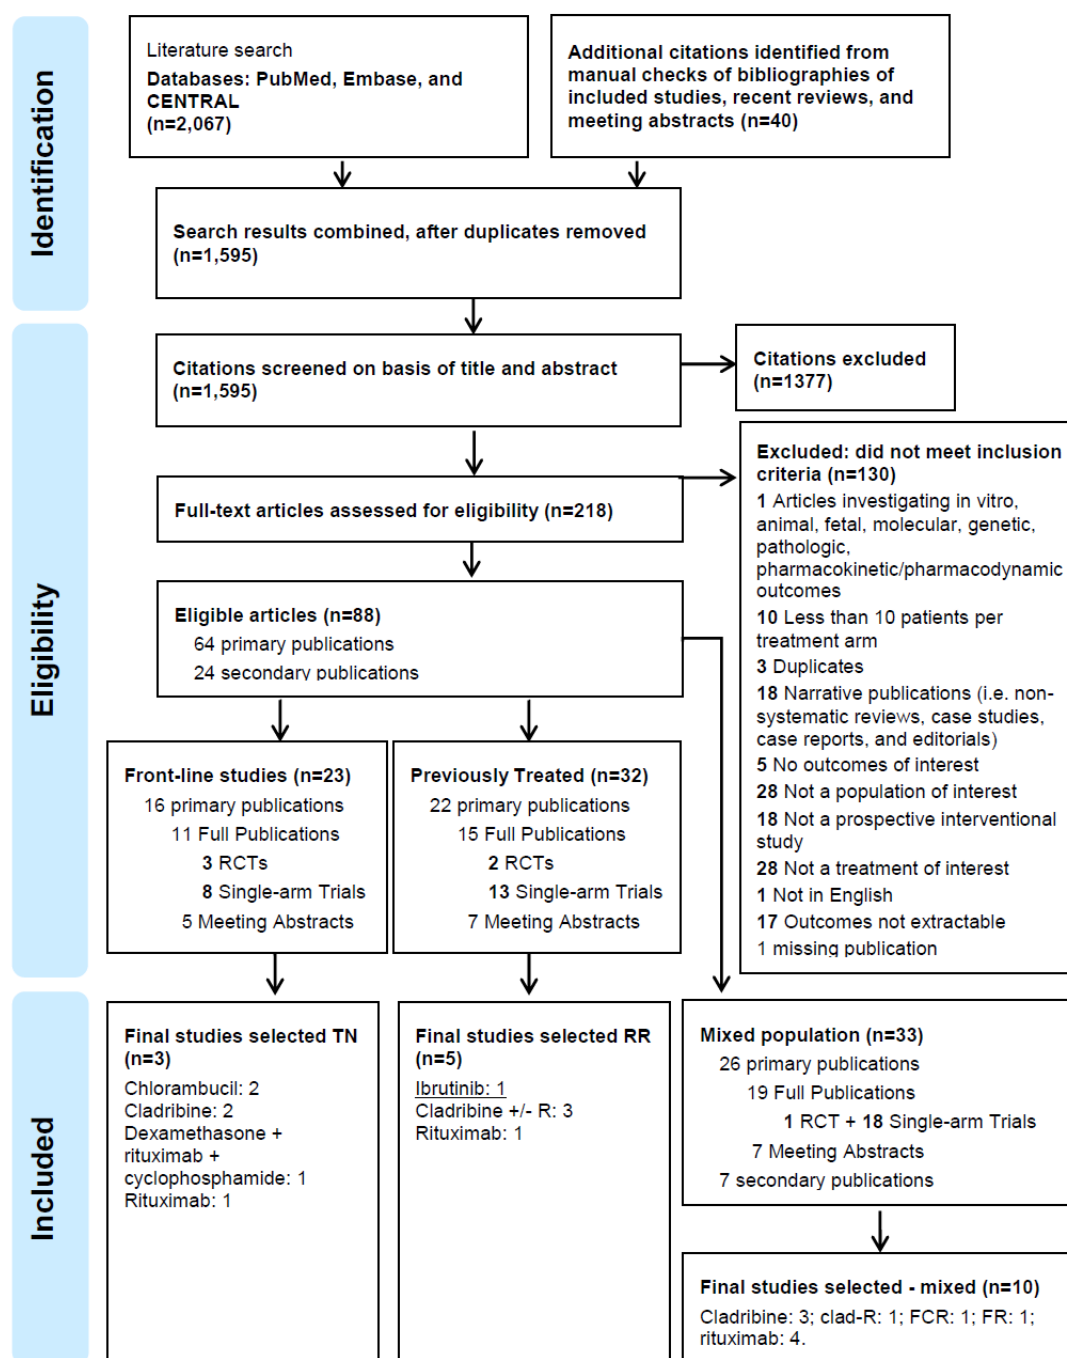 Identification
Literature search
Databases: PubMed, Embase, and
CENTRAL
(n=2,067)
Additional citations identified from
manual checks of bibliographies of
included studies, recent reviews, and
meeting abstracts (n=40)
Search results combined, after duplicates removed
(n=1,595)
Eligibility
Citations screened on basis of title and abstract
(n=1,595)
Citations excluded
(n=1377)
Full-text articles assessed for eligibility (n=218)
Excluded: did not meet inclusion
criteria (n=130)
1 Articles investigating in vitro,
animal, fetal, molecular, genetic,
pathologic,
pharmacokinetic/pharmacodynamic
outcomes
10 Less than 10 patients per
treatment arm
3 Duplicates
18 Narrative publications (i.e. non-
systematic reviews, case studies,
case reports, and editorials)
5 No outcomes of interest
28 Not a population of interest
18 Not a prospective interventional
study
28 Not a treatment of interest
1 Not in English
17 Outcomes not extractable
1 missing publication
Eligible articles (n=88)
64 primary publications
24 secondary publications
Front-line studies (n=23)
16 primary publications
11 Full Publications
3 RCTs
8 Single-arm Trials
5 Meeting Abstracts
Previously Treated (n=32)
22 primary publications
15 Full Publications
2 RCTs
13 Single-arm Trials
7 Meeting Abstracts
Included
Final studies selected TN
(n=3)
Chlorambucil: 2
Cladribine: 2
Dexamethasone +
rituximab +
cyclophosphamide: 1
Rituximab: 1
Final studies selected RR
(n=5)
Ibrutinib: 1
Cladribine +/- R: 3
Rituximab: 1
Mixed population (n=33)
26 primary publications
19 Full Publications
1 RCT + 18 Single-arm Trials
7 Meeting Abstracts
7 secondary publications
Final studies selected - mixed (n=10)
Cladribine: 3; clad-R: 1; FCR: 1; FR: 1;
rituximab: 4.